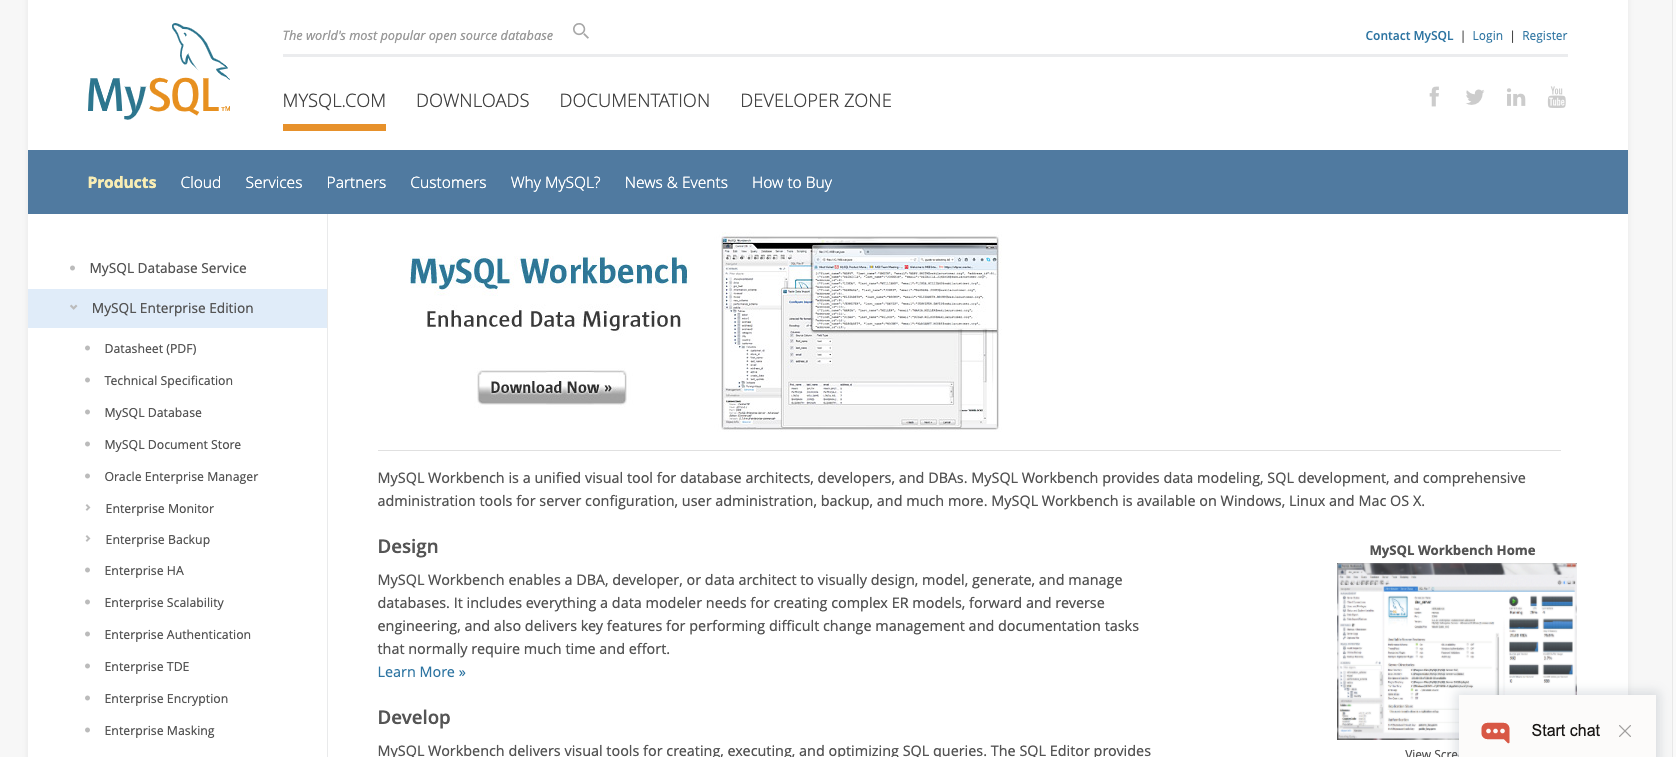 The world's most popular open source database
Contact MySQL | Login | Register
MySQL™
MYSQL.COM DOWNLOADS DOCUMENTATION DEVELOPER ZONE
You Tube
Products Cloud Services Partners Customers Why MySQL? News & Events How to Buy
MySQL Database Service
MySQL Enterprise Edition
Datasheet (PDF)
Technical Specification
MySQL Database
MySQL Document Store
Oracle Enterprise Manager
Enterprise Monitor
Enterprise Backup
Enterprise HA
Enterprise Scalability
Enterprise Authentication
Enterprise TDE
Enterprise Encryption
Enterprise Masking
MySQL Workbench
Enhanced Data Migration
Download Now »
MySQL Workbench is a unified visual tool for database architects, developers, and DBAs. MySQL Workbench provides data modeling, SQL development, and comprehensive
administration tools for server configuration, user administration, backup, and much more. MySQL Workbench is available on Windows, Linux and Mac OS X.
Design
MySQL Workbench enables a DBA, developer, or data architect to visually design, model, generate, and manage
databases. It includes everything a data modeler needs for creating complex ER models, forward and reverse
engineering, and also delivers key features for performing difficult change management and documentation tasks
that normally require much time and effort.
Learn More »
Develop
MySQL Workbench delivers visual tools for creating, executing, and optimizing SQL queries. The SQL Editor provides
MySQL Workbench Home
View Scre
Start chat